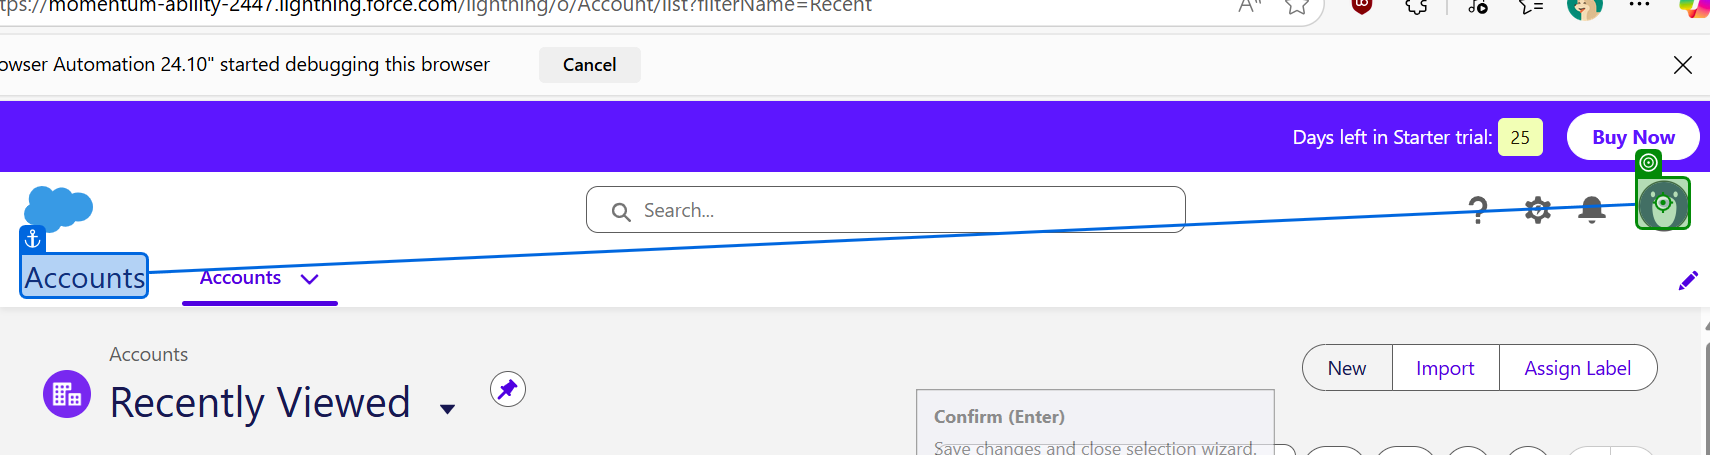 tps://momentum-ability-2447.lightning.force.com/lightning/o/Account/list?filterName=Recent
owser Automation 24.10" started debugging this browser
Cancel
Days left in Starter trial: 25
Buy Now
Search...
Accounts
Accounts
Accounts
Recently Viewed
New
Import
Assign Label
Confirm (Enter)
Save changes and close selection wizard.